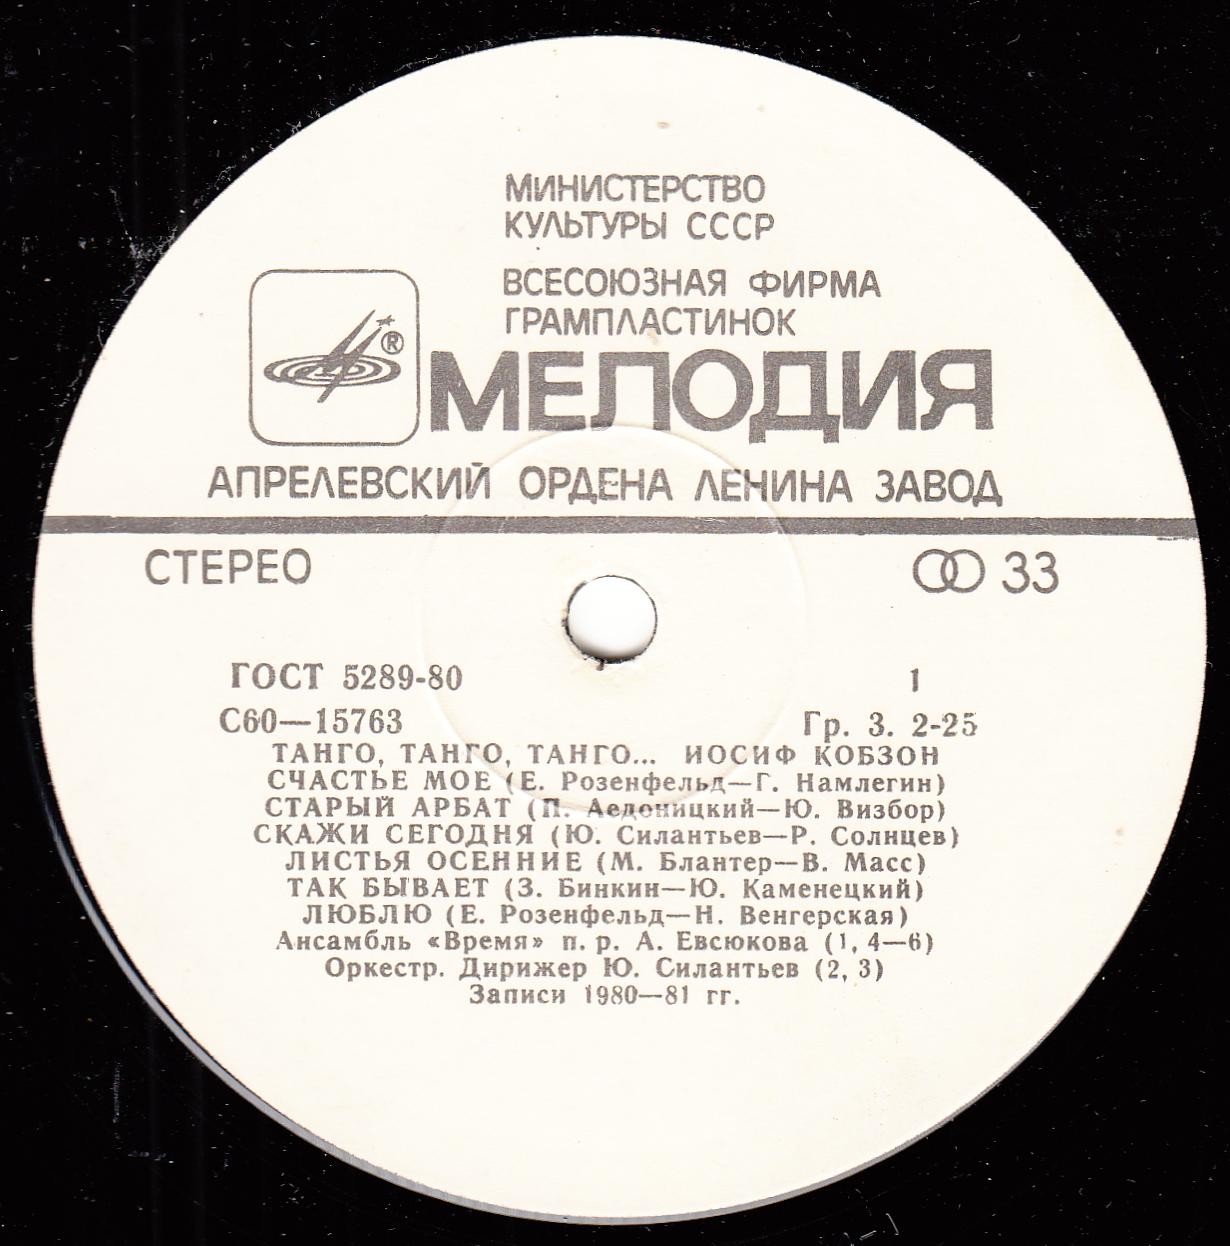 МИНИСТЕРСТВО
КУЛЬТУРЫ СССР
ВСЕСОЮЗНАЯ ФИРМА
ГРАМПЛАСТИНОК
®
МЕЛОДИЯ
АПРЕЛЕВСКИЙ ОРДЕНА ЛЕНИНА ЗАВОД
СТЕРЕО 33
ГОСТ 5289-80 1
С60—15763 Гр. 3. 2-25
ТАНГО, ТАНГО, ТАНГО... ИОСИФ КОБЗОН
СЧАСТЬЕ МОЕ (Е. Розенфельд—Г. Намлегин)
СТАРЫЙ АРБАТ (П. Аедоницкий—Ю. Визбор)
СКАЖИ СЕГОДНЯ (Ю. Силантьев—Р. Солнцев)
ЛИСТЬЯ ОСЕННИЕ (М. Блантер—В. Масс)
ТАК БЫВАЕТ (З. Бинкин—Ю. Каменецкий)
ЛЮБЛЮ (Е. Розенфельд—Н. Венгерская)
Ансамбль «Время» п. р. А. Евсюкова (1, 4—6)
Оркестр. Дирижер Ю. Силантьев (2, 3)
Записи 1980—81 гг.